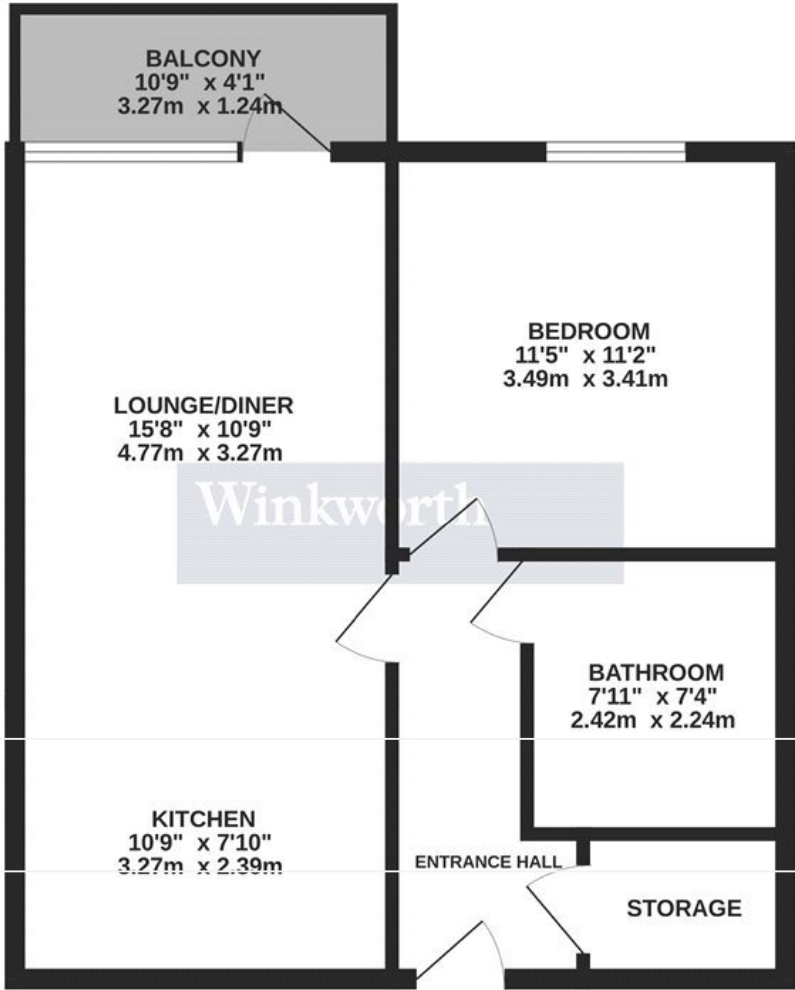 BALCONY
10'9" x 4'1"
3.27m x 1.24m
BEDROOM
11'5" x 11'2"
3.49m x 3.41m
LOUNGE/DINER
15'8" x 10'9"
4.77m x 3.27m
Winkworth
BATHROOM
7'11" x 7'4"
2.42m x 2.24m
KITCHEN
10'9" x 7'10"
3.27m x 2.39m
ENTRANCE HALL
STORAGE